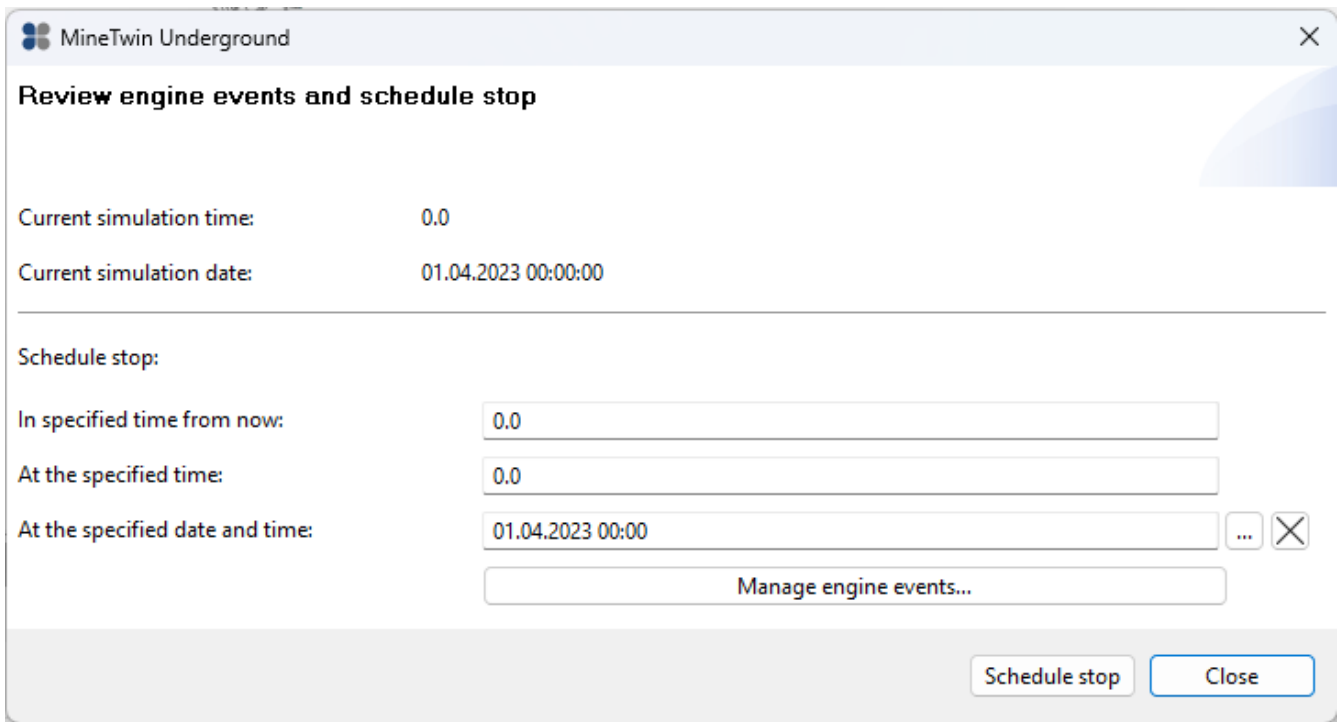 MineTwin Underground
Review engine events and schedule stop
Current simulation time: 0.0
Current simulation date: 01.04.2023 00:00:00
Schedule stop:
In specified time from now: 0.0
At the specified time: 0.0
At the specified date and time: 01.04.2023 00:00 ...
Manage engine events...
Schedule stop Close